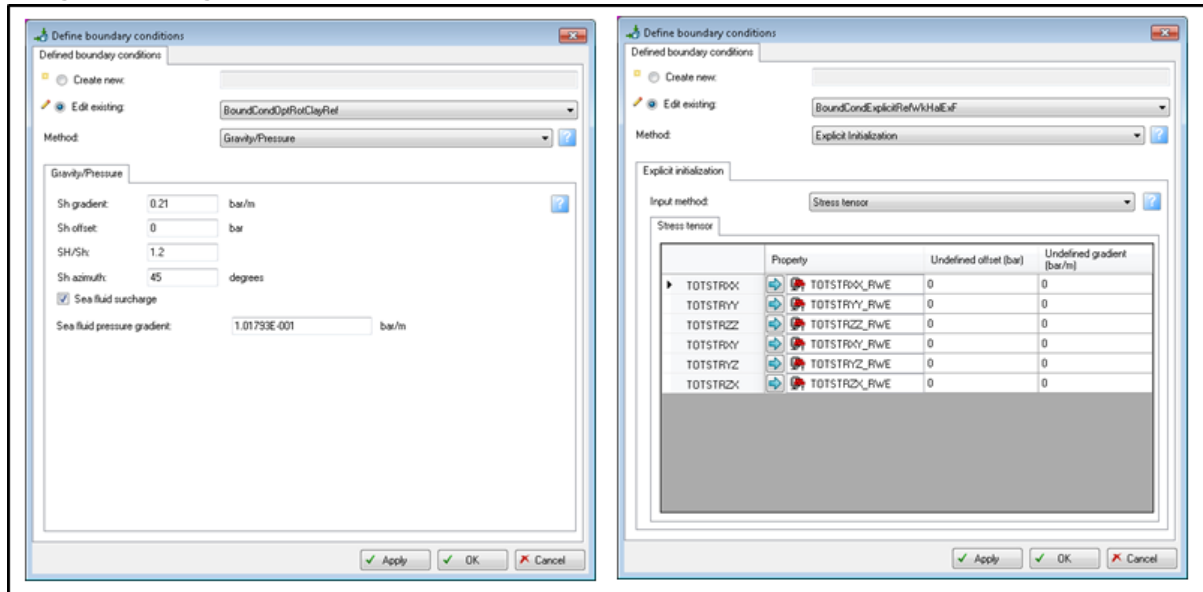 Define boundary conditions
Defined boundary conditions
Create new:
Edit existing: BoundCondDptRotClayRef
Method: Gravity/Pressure
Gravity/Pressure
Sh gradient: 0.21 bar/m
Sh offset: 0 bar
SH/Sh: 1.2
Sh azimuth: 45 degrees
Sea fluid surcharge
Sea fluid pressure gradient: 1.01793E-001 bar/m
Apply OK Cancel
Define boundary conditions
Defined boundary conditions
Create new:
Edit existing: BoundCondExplicitRefWkHalExF
Method: Explicit Initialization
Explicit initialization
Input method: Stress tensor
Stress tensor
Property Undefined offset (bar) Undefined gradient (bar/m)
TOTSTRXX TOTSTRXX_RWE 0 0
TOTSTRYY TOTSTRYY_RWE 0 0
TOTSTRZZ TOTSTRZZ_RWE 0 0
TOTSTRXY TOTSTRXY_RWE 0 0
TOTSTRYZ TOTSTRYZ_RWE 0 0
TOTSTRZX TOTSTRZX_RWE 0 0
Apply OK Cancel